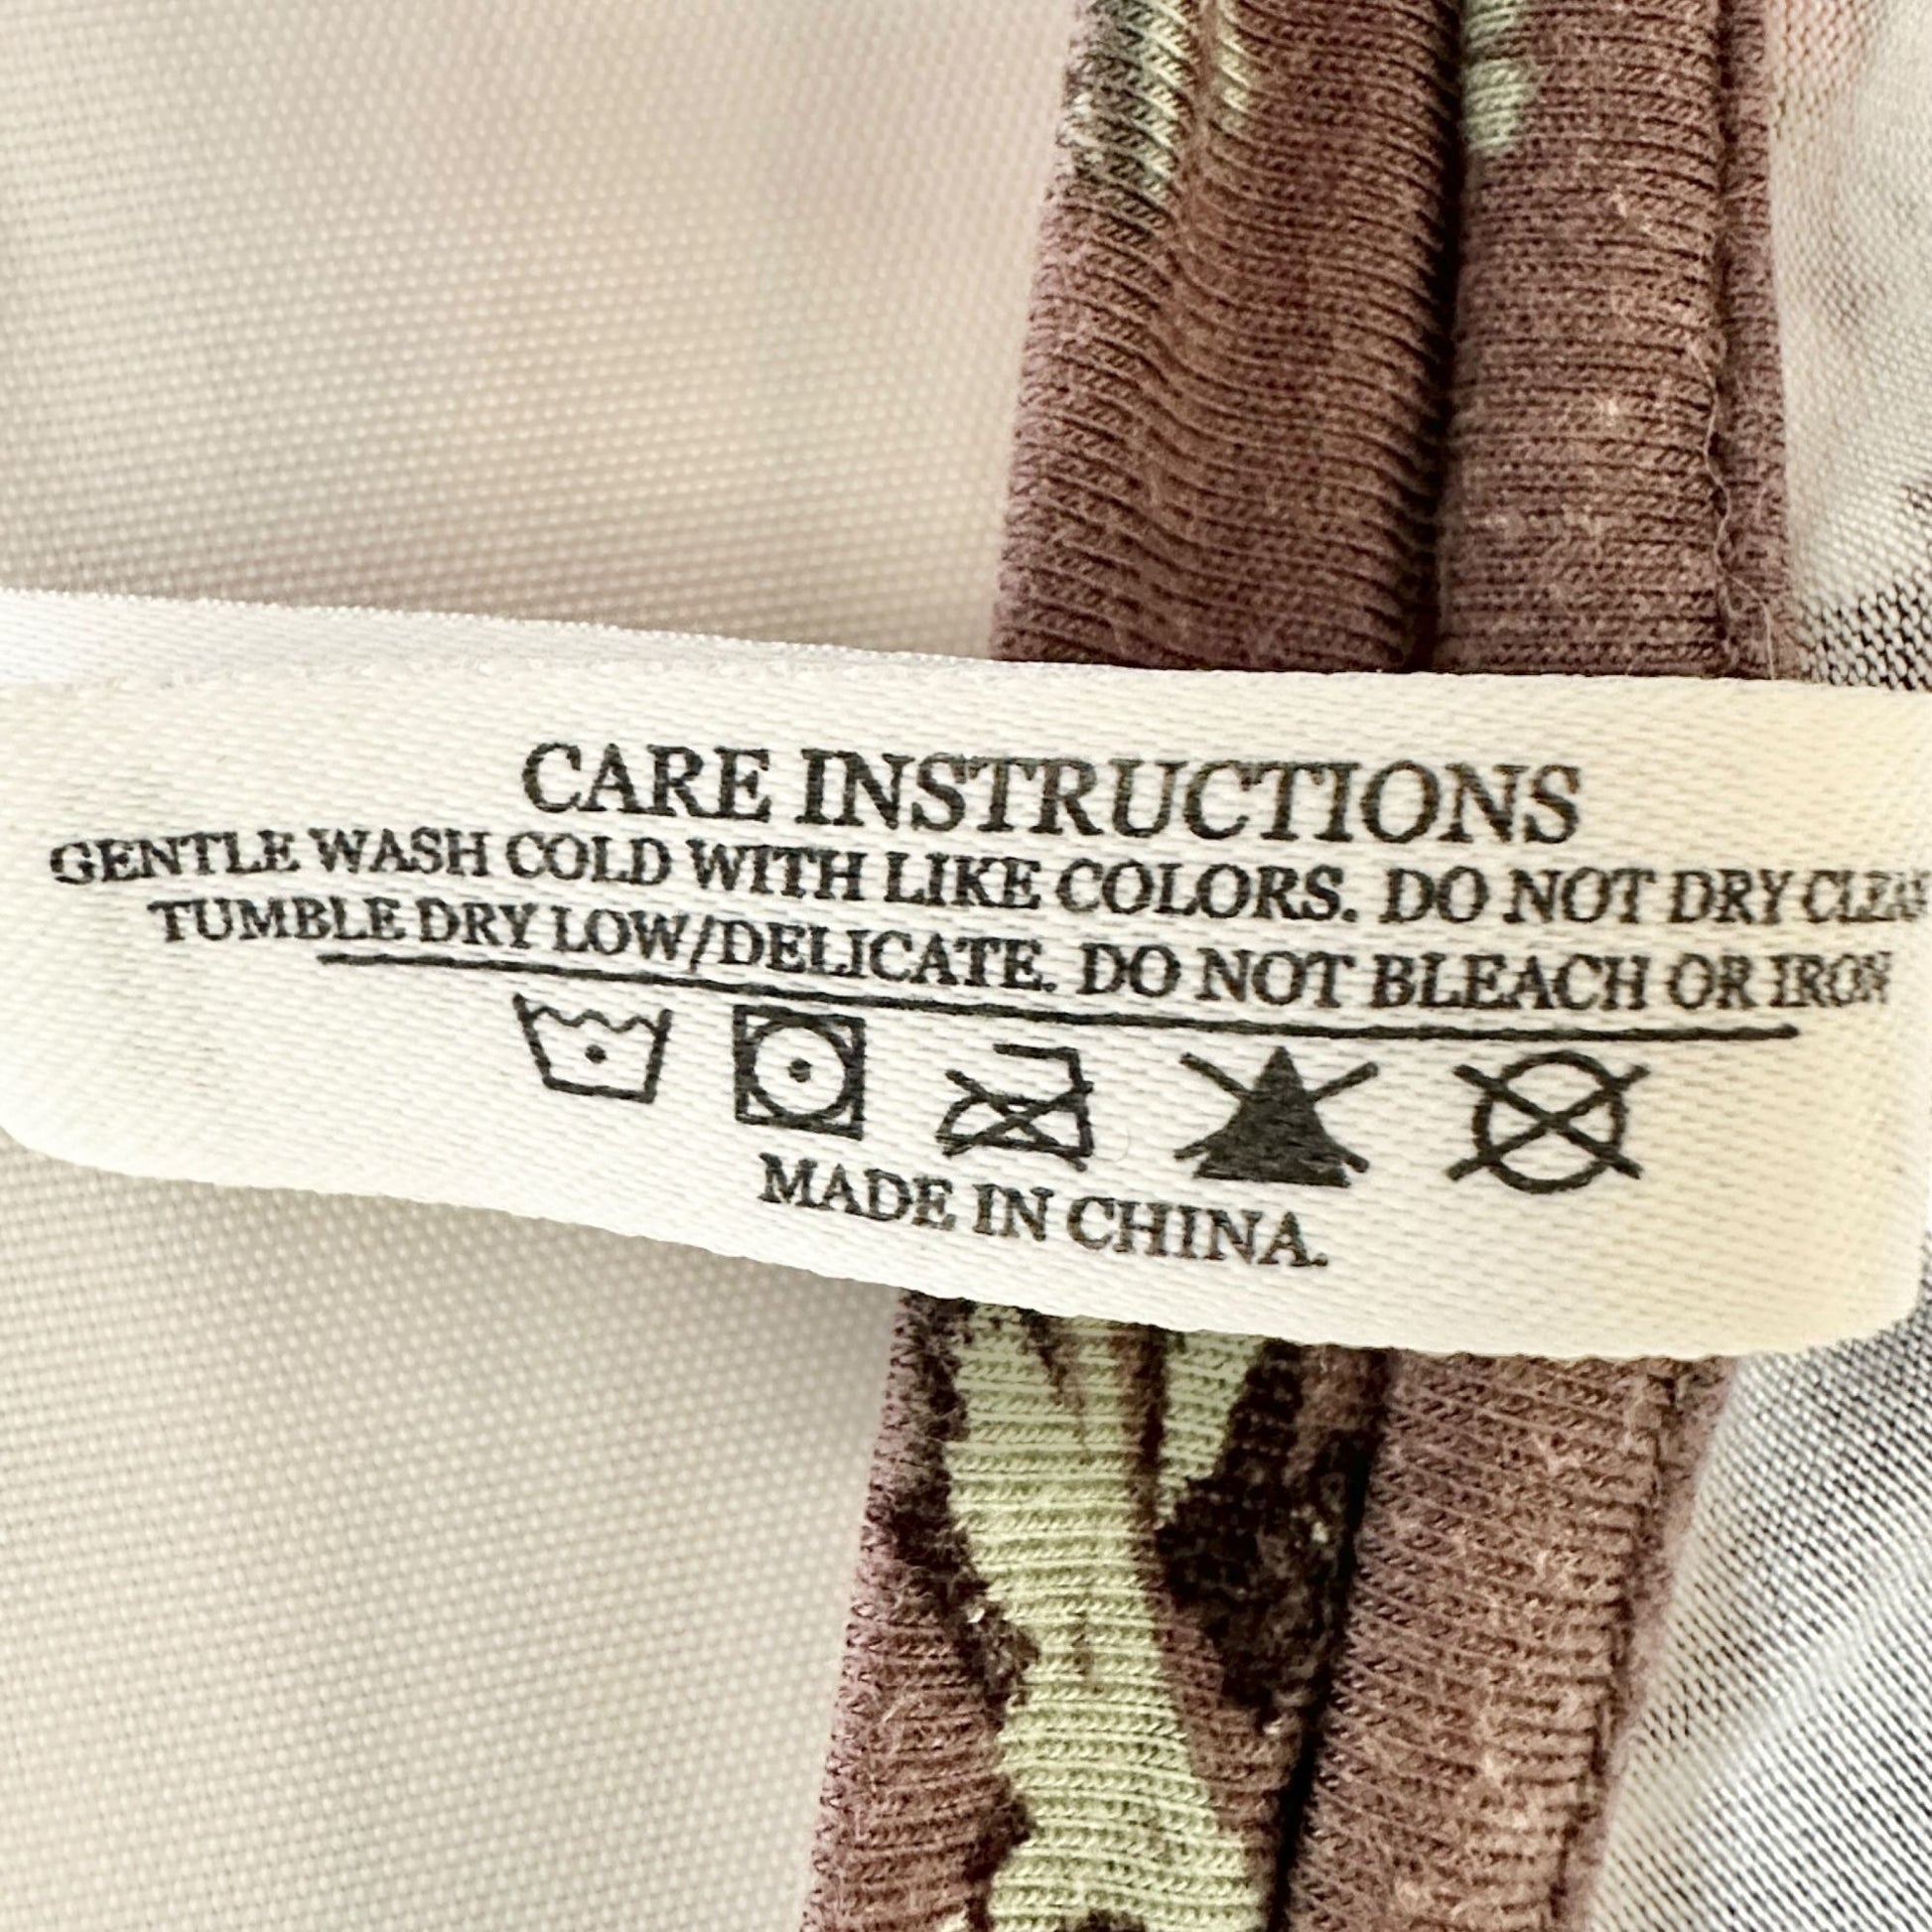 CARE INSTRUCTIONS
GENTLE WASH COLD WITH LIKE COLORS. DO NOT DRY
TUMBLE DRY LOW/DELICATE. DO NOT BLEACH OR IRON
MADE IN CHINA.